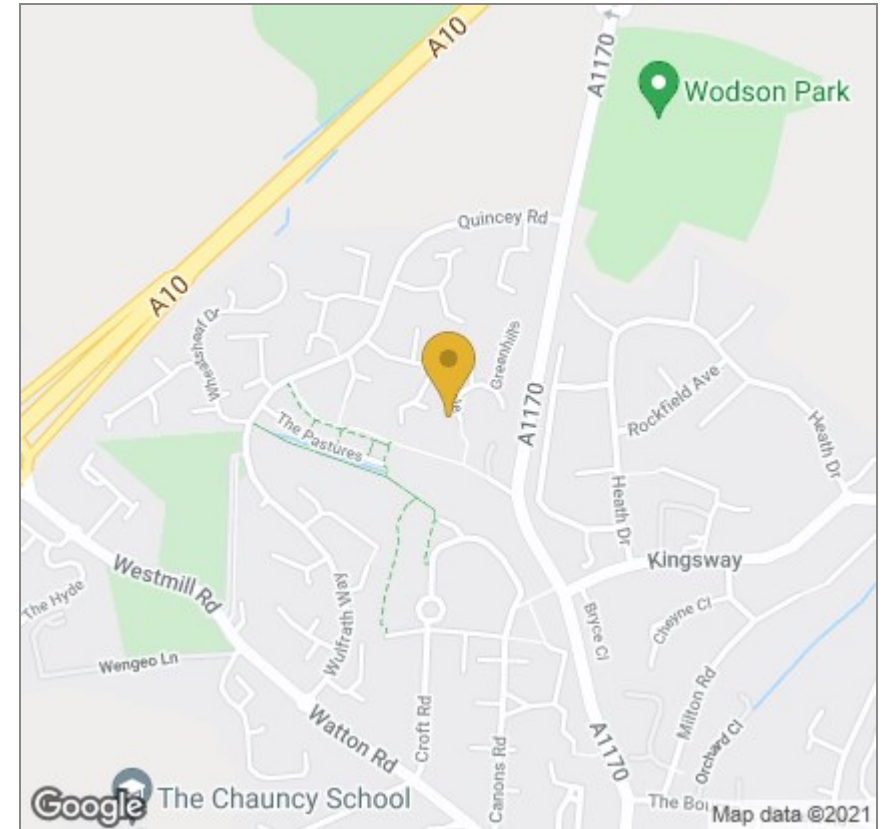 A10
A1170
Wodson Park
Quincey Rd
A10
Wheatsheaf Dr
Greenhills
A1170
Rockfield Ave
Heath Dr
The Pastures
Heath Dr
Kingsway
Westmill Rd
The Hyde
Wulfrath Way
Bryce Cl
Cheyne Cl
Wengeo Ln
Milton Rd
Croft Rd
Watton Rd
Canons Rd
A1170
Orchard Cl
The Chauncy School
The Bou
Google
Map data ©2021